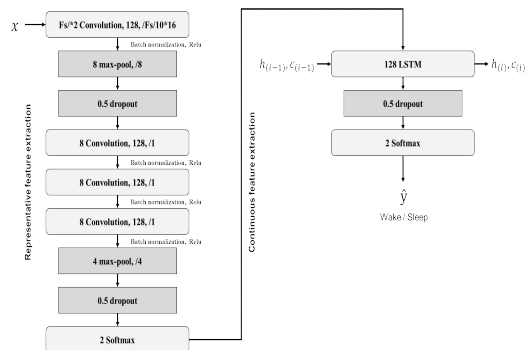 x
Fs/*2 Convolution, 128, /Fs/10*16
Batch normalization, Relu
8 max-pool, /8
0.5 dropout
8 Convolution, 128, /1
Batch normalization, Relu
8 Convolution, 128, /1
Batch normalization, Relu
8 Convolution, 128, /1
Batch normalization, Relu
4 max-pool, /4
0.5 dropout
2 Softmax
Representative feature extraction
Continuous feature extraction
h(i−1), c(i−1)
128 LSTM
h(i), c(i)
0.5 dropout
2 Softmax
ŷ
Wake / Sleep